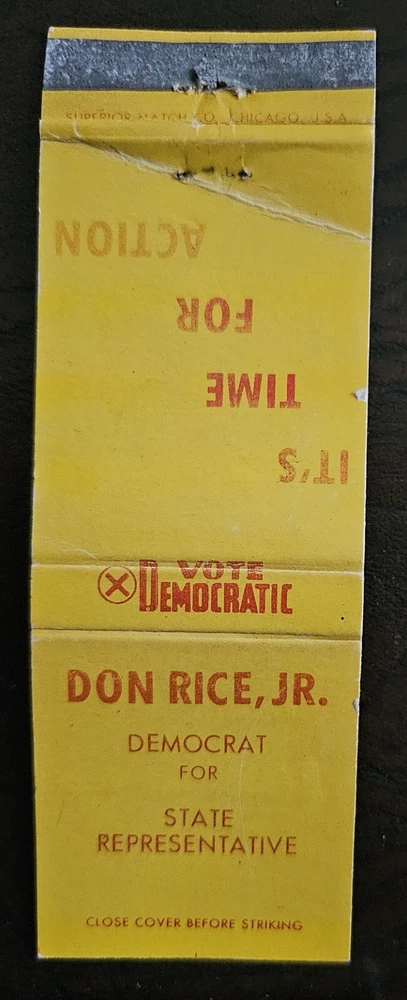 SUPERIOR MATCH CO., CHICAGO, U.S.A.
IT'S
TIME
FOR
ACTION
VOTE
DEMOCRATIC
DON RICE, JR.
DEMOCRAT
FOR
STATE
REPRESENTATIVE
CLOSE COVER BEFORE STRIKING